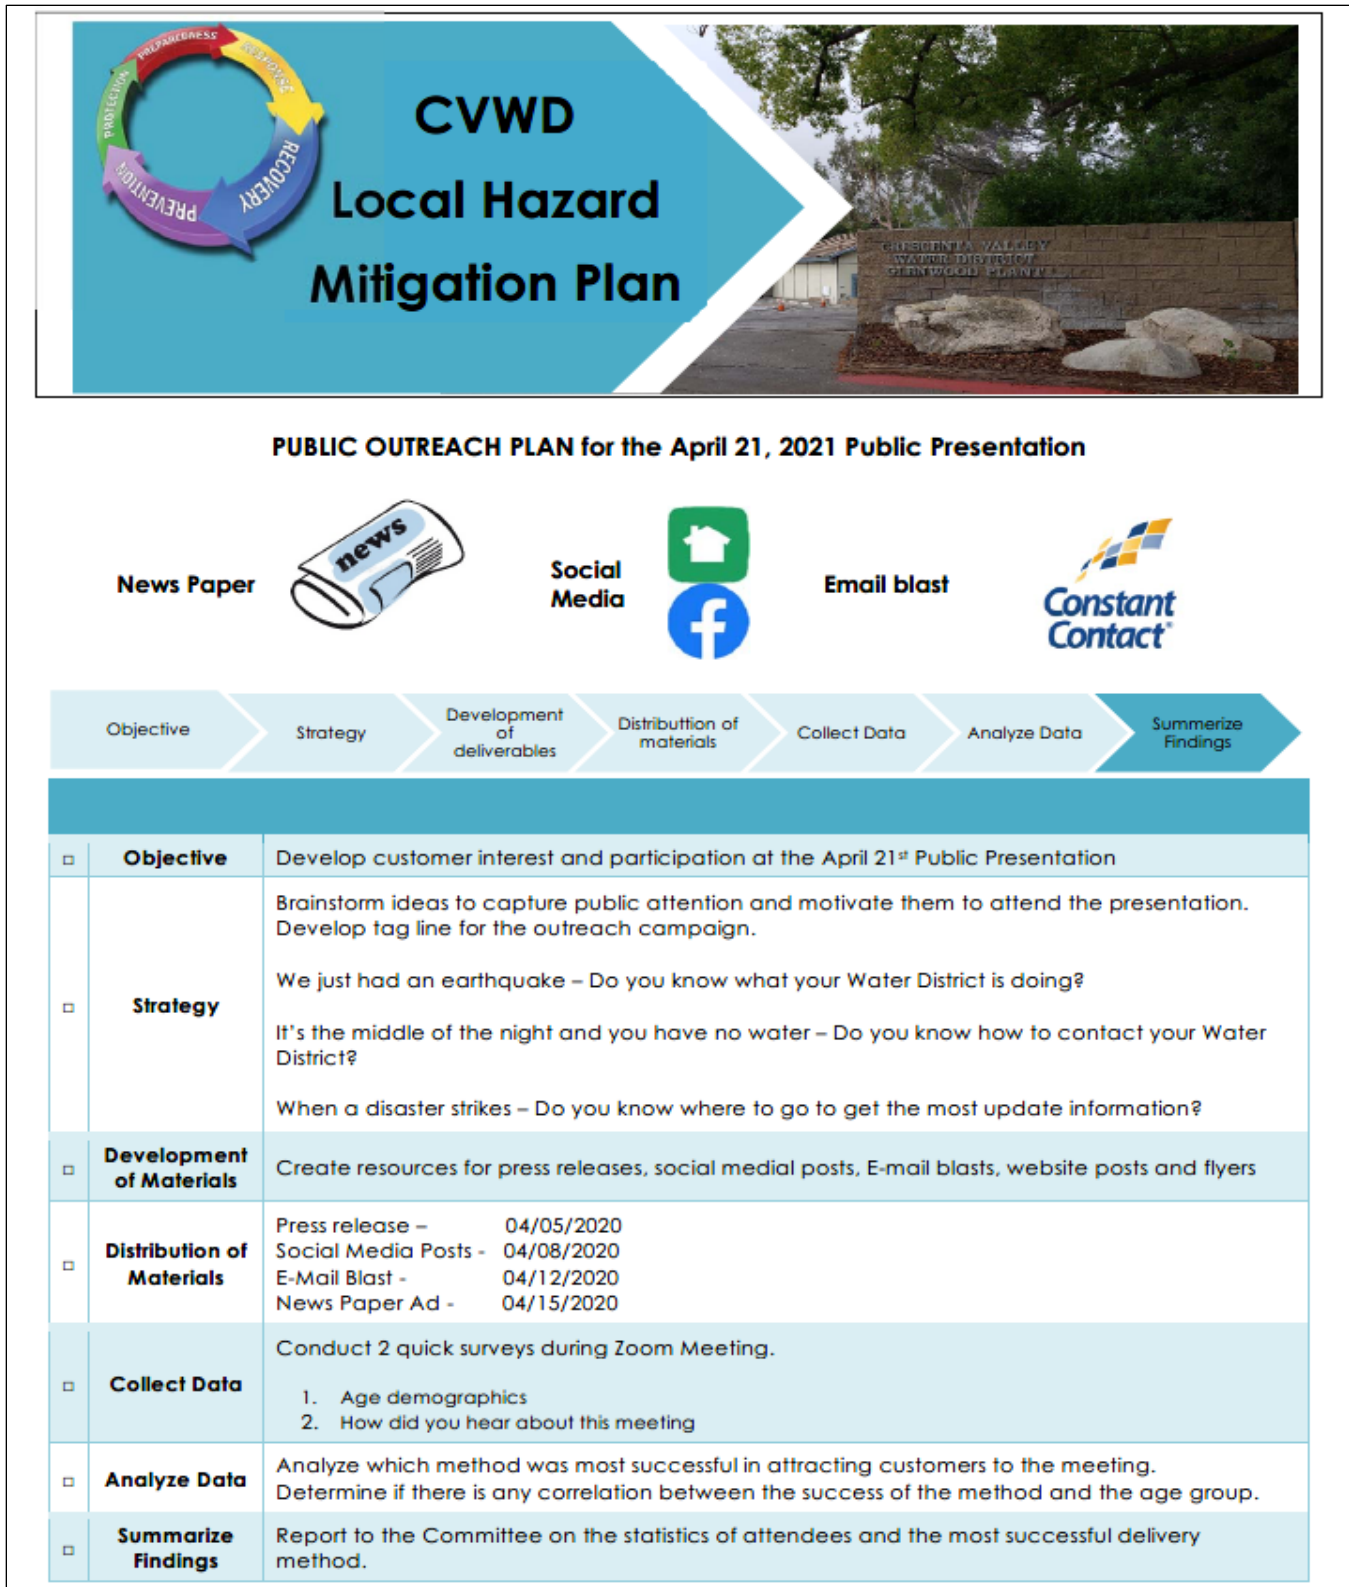 PREPAREDNESS
RESPONSE
RECOVERY
PREVENTION
PROTECTION
CVWD
Local Hazard
Mitigation Plan
CRESCENTA VALLEY
WATER DISTRICT
GLENWOOD PLANT
PUBLIC OUTREACH PLAN for the April 21, 2021 Public Presentation
News Paper
news
Social
Media
f
Email blast
Constant
Contact®
Objective
Strategy
Development
of
deliverables
Distributtion of
materials
Collect Data
Analyze Data
Summerize
Findings
□ Objective Develop customer interest and participation at the April 21st Public Presentation
□ Strategy
Brainstorm ideas to capture public attention and motivate them to attend the presentation.
Develop tag line for the outreach campaign.
We just had an earthquake – Do you know what your Water District is doing?
It's the middle of the night and you have no water – Do you know how to contact your Water
District?
When a disaster strikes – Do you know where to go to get the most update information?
□ Development
of Materials
Create resources for press releases, social medial posts, E-mail blasts, website posts and flyers
□ Distribution of
Materials
Press release – 04/05/2020
Social Media Posts - 04/08/2020
E-Mail Blast - 04/12/2020
News Paper Ad - 04/15/2020
□ Collect Data
Conduct 2 quick surveys during Zoom Meeting.
1. Age demographics
2. How did you hear about this meeting
□ Analyze Data
Analyze which method was most successful in attracting customers to the meeting.
Determine if there is any correlation between the success of the method and the age group.
□ Summarize
Findings
Report to the Committee on the statistics of attendees and the most successful delivery
method.